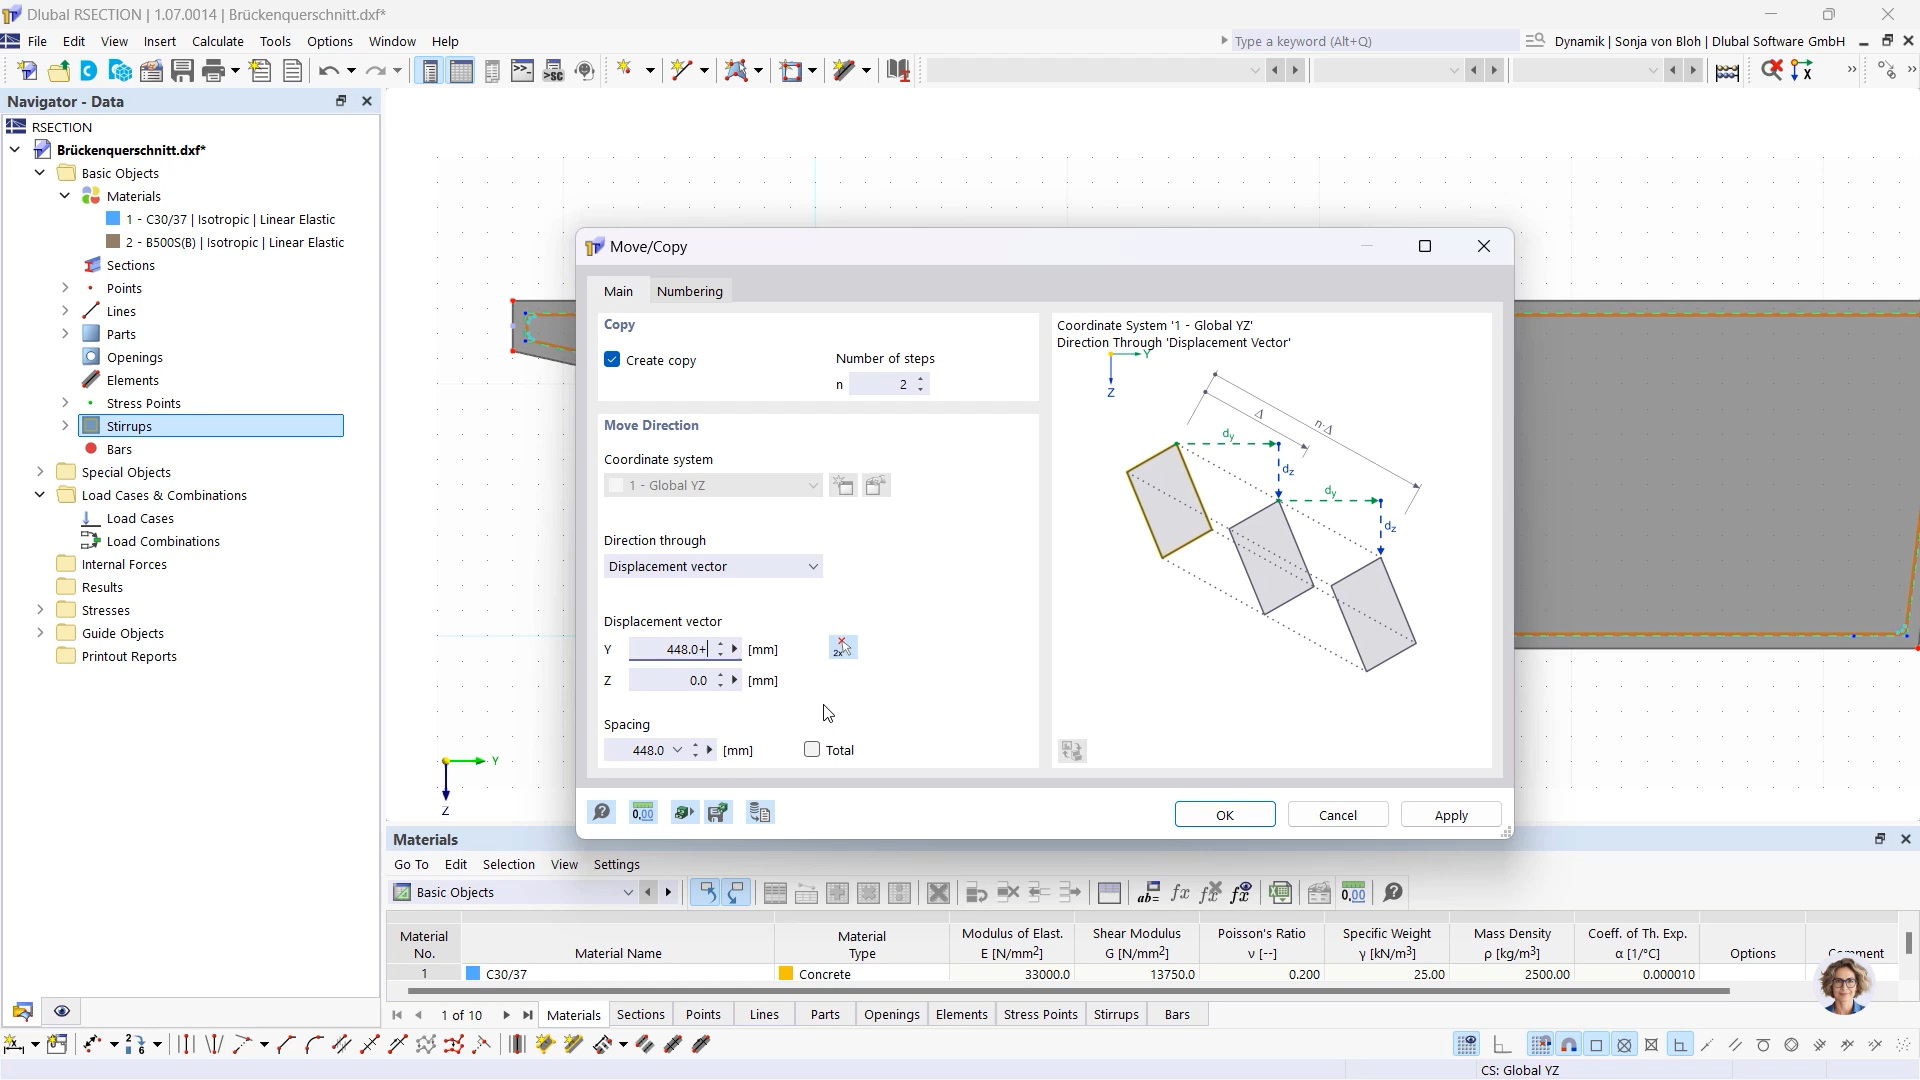 Dlubal RSECTION | 1.07.0014 | Brückenquerschnitt.dxf*
File Edit View Insert Calculate Tools Options Window Help
Type a keyword (Alt+Q)
Dynamik | Sonja von Bloh | Dlubal Software GmbH
Navigator - Data
RSECTION
Brückenquerschnitt.dxf*
Basic Objects
Materials
1 - C30/37 | Isotropic | Linear Elastic
2 - B500S(B) | Isotropic | Linear Elastic
Sections
Points
Lines
Parts
Openings
Elements
Stress Points
Stirrups
Bars
Special Objects
Load Cases & Combinations
Load Cases
Load Combinations
Internal Forces
Results
Stresses
Guide Objects
Printout Reports
Move/Copy
Main Numbering
Copy
Create copy
Number of steps
n 2
Move Direction
Coordinate system
1 - Global YZ
Direction through
Displacement vector
Displacement vector
Y 448.0+ [mm]
2x
Z 0.0 [mm]
Spacing
448.0 [mm] Total
Coordinate System '1 - Global YZ'
Direction Through 'Displacement Vector'
Y
Z
Δ
n·Δ
dy
dz
dy
dz
0,00
OK Cancel Apply
Y
Z
Materials
Go To Edit Selection View Settings
Basic Objects
Material No. Material Name Material Type Modulus of Elast. E [N/mm²] Shear Modulus G [N/mm²] Poisson's Ratio ν [--] Specific Weight γ [kN/m³] Mass Density ρ [kg/m³] Coeff. of Th. Exp. α [1/°C] Options
1 C30/37 Concrete 33000.0 13750.0 0.200 25.00 2500.00 0.000010
1 of 10 Materials Sections Points Lines Parts Openings Elements Stress Points Stirrups Bars
CS: Global YZ